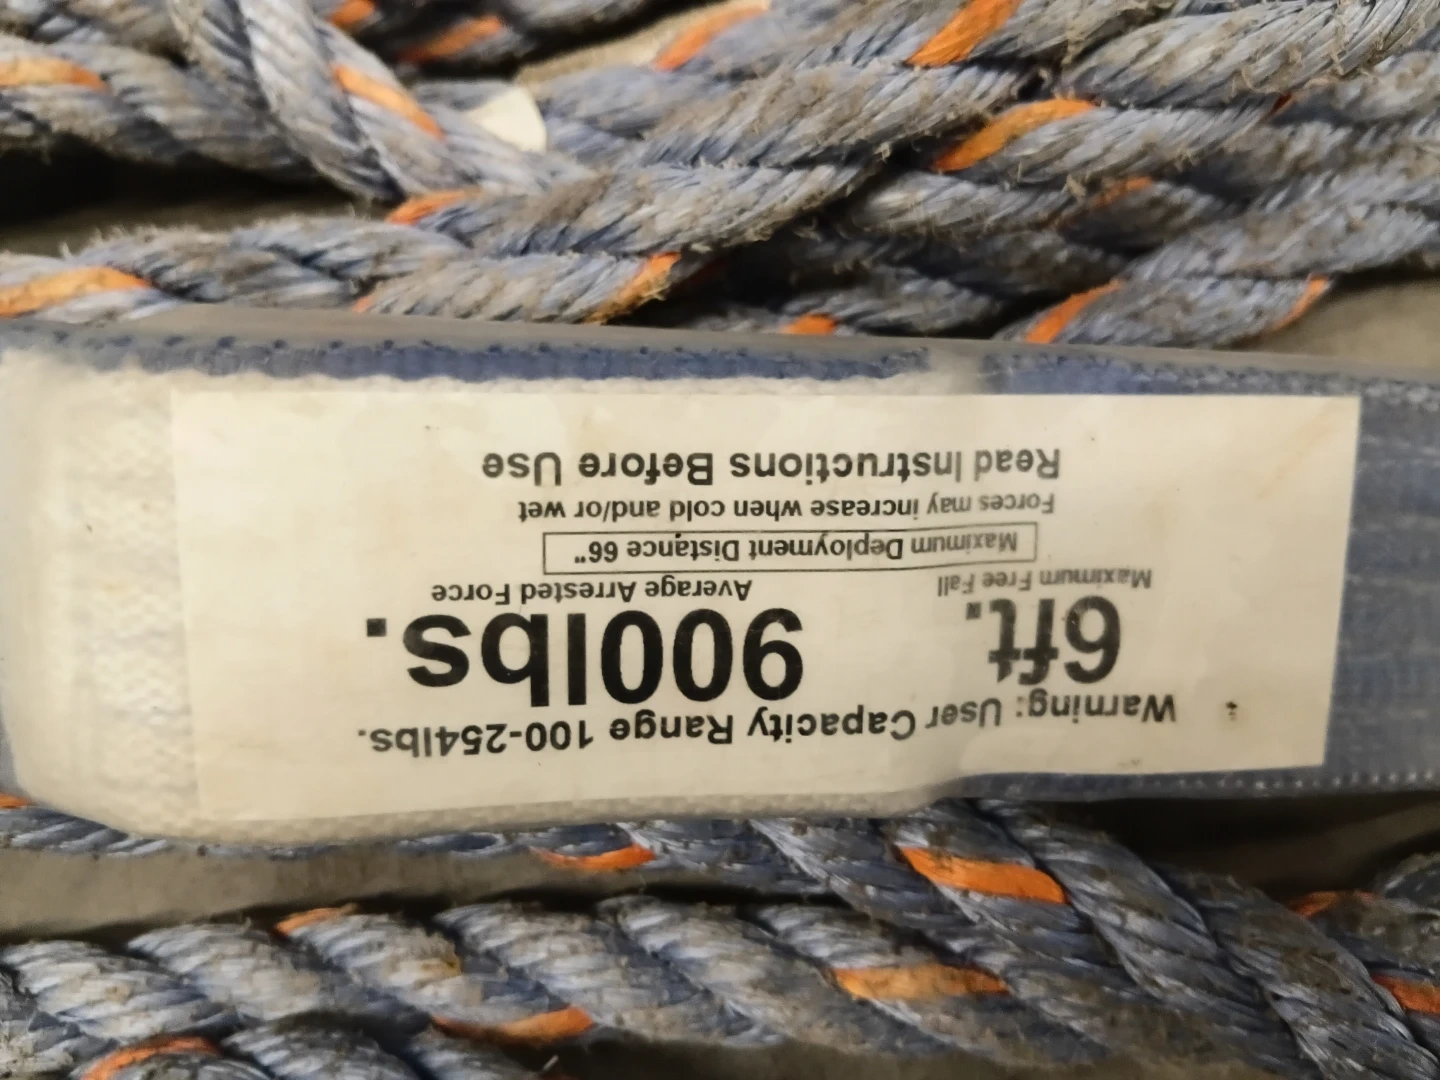 Warning: User Capacity Range 100-254lbs.
6ft. 900lbs.
Maximum Free Fall Average Arrested Force
Maximum Deployment Distance 66"
Forces may increase when cold and/or wet
Read Instructions Before Use